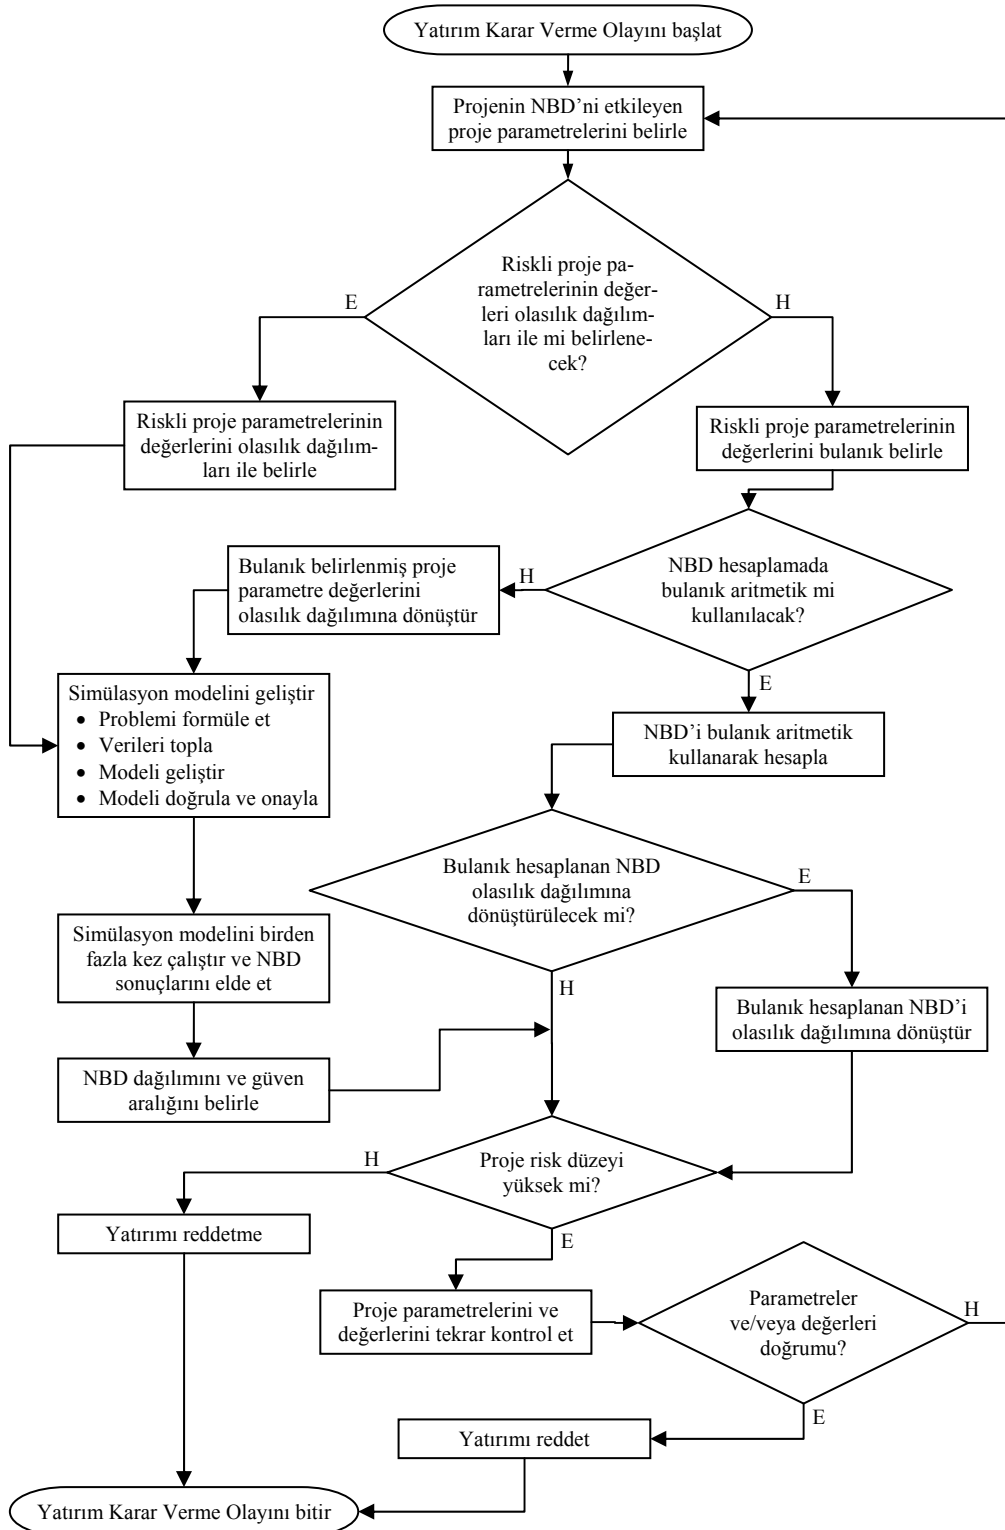 Yatırım Karar Verme Olayını başlat
Projenin NBD’ni etkileyen
proje parametrelerini belirle
Riskli proje pa-
rametrelerinin değer-
leri olasılık dağılım-
ları ile mi belirlene-
cek?
E
H
Riskli proje parametrelerinin
değerlerini olasılık dağılım-
ları ile belirle
Riskli proje parametrelerinin
değerlerini bulanık belirle
NBD hesaplamada
bulanık aritmetik mi
kullanılacak?
H
E
Bulanık belirlenmiş proje
parametre değerlerini
olasılık dağılımına dönüştür
Simülasyon modelini geliştir
• Problemi formüle et
• Verileri topla
• Modeli geliştir
• Modeli doğrula ve onayla
NBD’i bulanık aritmetik
kullanarak hesapla
Bulanık hesaplanan NBD
olasılık dağılımına
dönüştürülecek mi?
E
H
Simülasyon modelini birden
fazla kez çalıştır ve NBD
sonuçlarını elde et
Bulanık hesaplanan NBD’i
olasılık dağılımına dönüştür
NBD dağılımını ve güven
aralığını belirle
Proje risk düzeyi
yüksek mi?
H
E
Yatırımı reddetme
Proje parametrelerini ve
değerlerini tekrar kontrol et
Parametreler
ve/veya değerleri
doğrumu?
H
E
Yatırımı reddet
Yatırım Karar Verme Olayını bitir